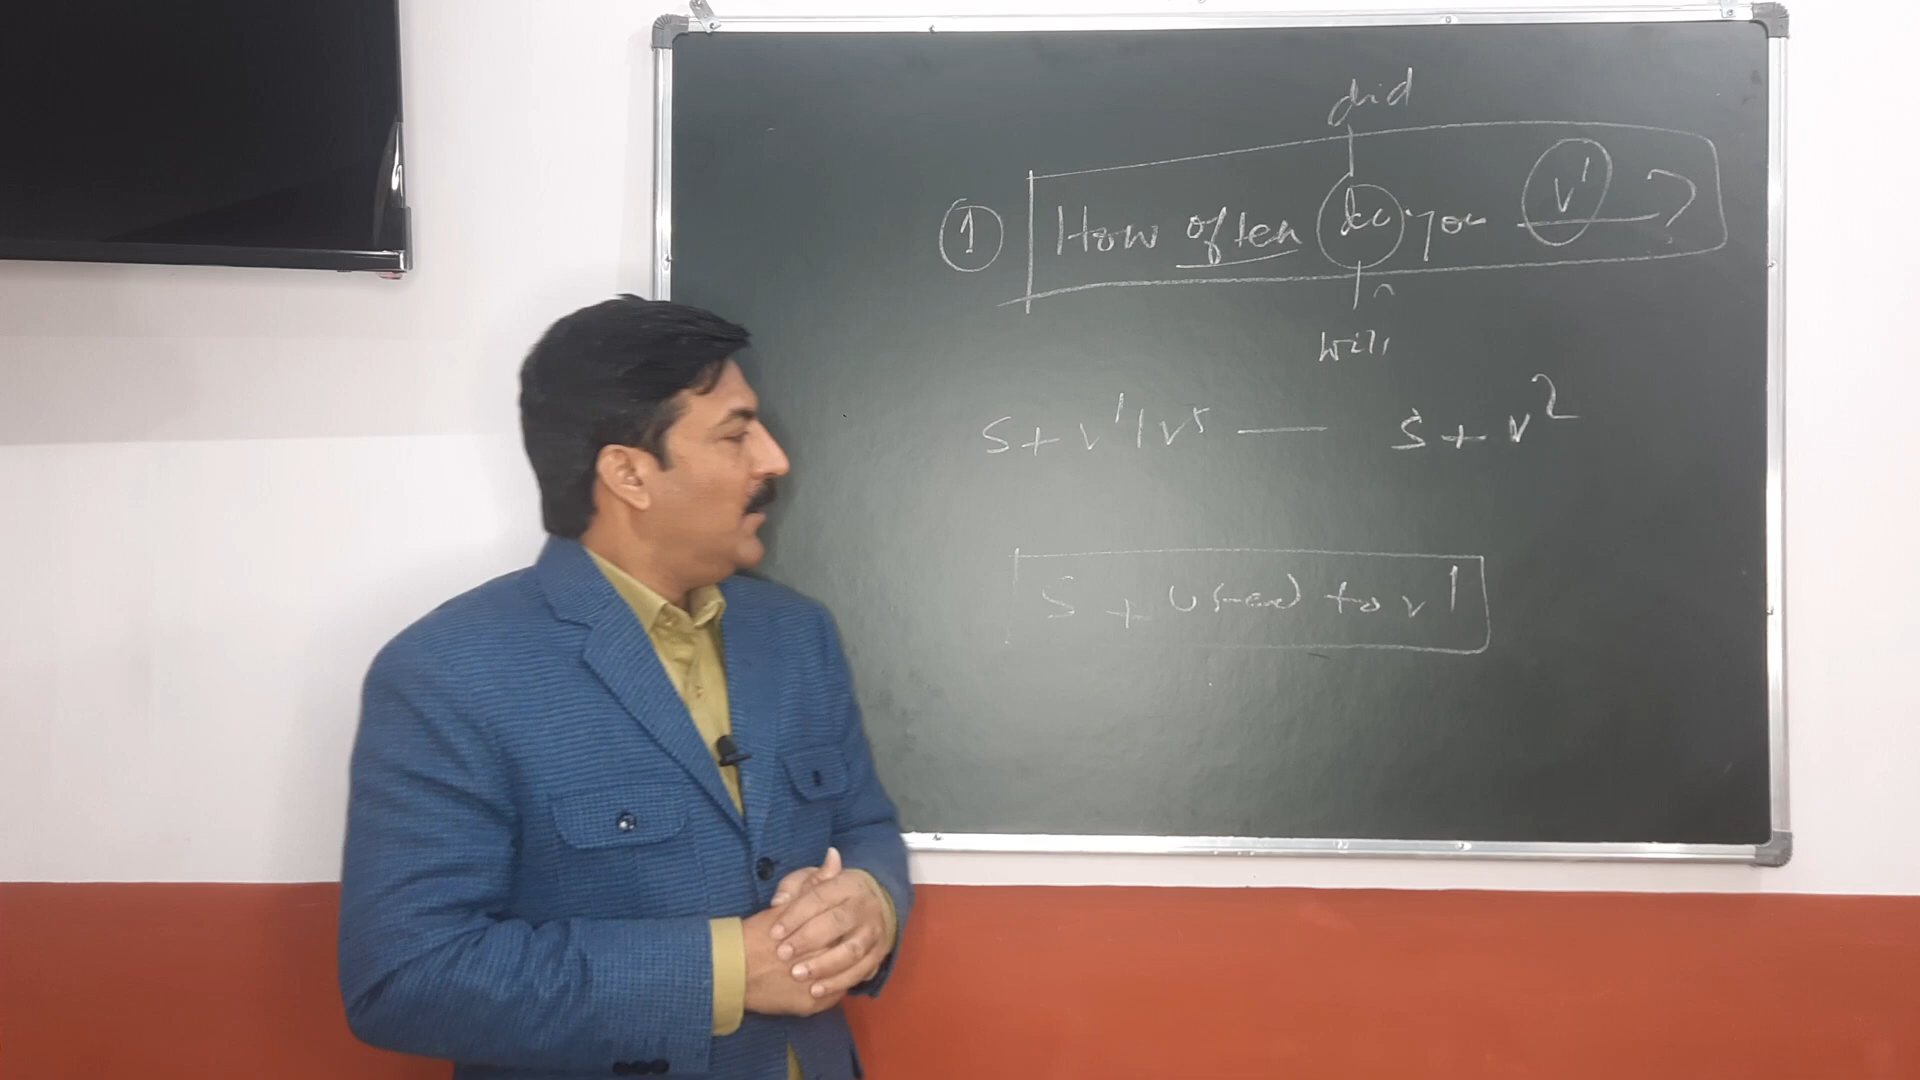 did
① How often do you V¹ ?
will
S + V¹ / V⁵ — S + V²
S + used to V¹